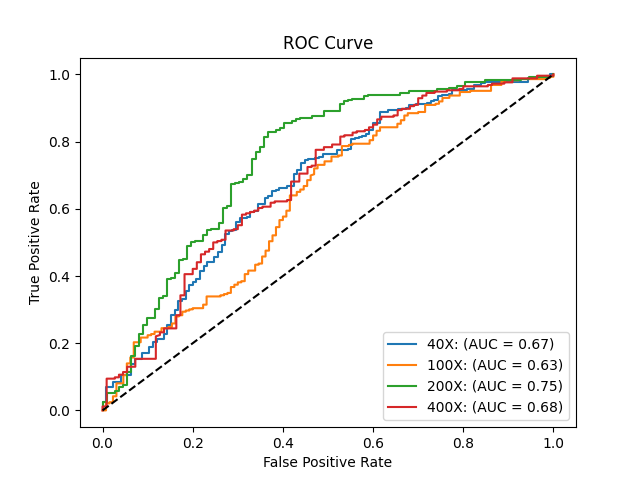 ROC Curve
True Positive Rate
1.0
0.8
0.6
0.4
0.2
0.0
40X: (AUC = 0.67)
100X: (AUC = 0.63)
200X: (AUC = 0.75)
400X: (AUC = 0.68)
0.0 0.2 0.4 0.6 0.8 1.0
False Positive Rate